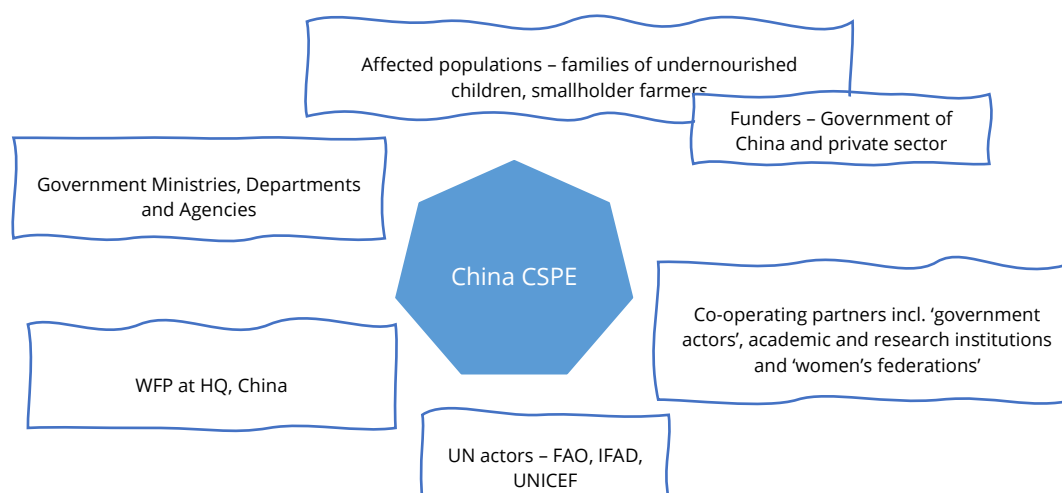 Affected populations – families of undernourished
children, smallholder farmers
Funders – Government of
China and private sector
Government Ministries, Departments
and Agencies
China CSPE
Co-operating partners incl. ‘government
actors’, academic and research institutions
and ‘women’s federations’
WFP at HQ, China
UN actors – FAO, IFAD,
UNICEF